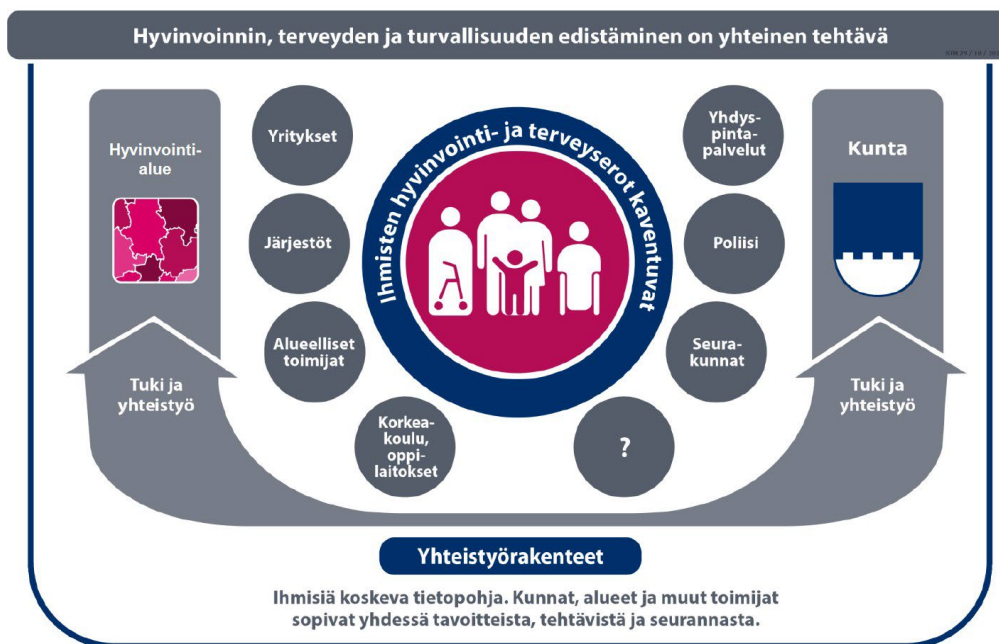 Hyvinvoinnin, terveyden ja turvallisuuden edistäminen on yhteinen tehtävä
Hyvinvointi-
alue
Yritykset
Järjestöt
Alueelliset
toimijat
Korkea-
koulu,
oppi-
laitokset
Ihmisten hyvinvointi- ja terveyserot kaventuvat
Yhdys-
pinta-
palvelut
Poliisi
Seura-
kunnat
?
Kunta
Tuki ja
yhteistyö
Tuki ja
yhteistyö
Yhteistyörakenteet
Ihmisiä koskeva tietopohja. Kunnat, alueet ja muut toimijat
sopivat yhdessä tavoitteista, tehtävistä ja seurannasta.